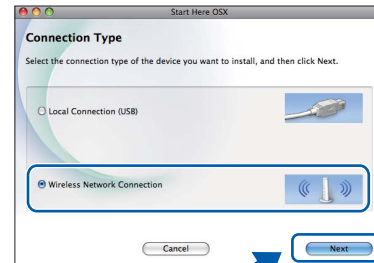 Start Here OSX
Connection Type
Select the connection type of the device you want to install, and then click Next.
Local Connection (USB)
Wireless Network Connection
Cancel
Next